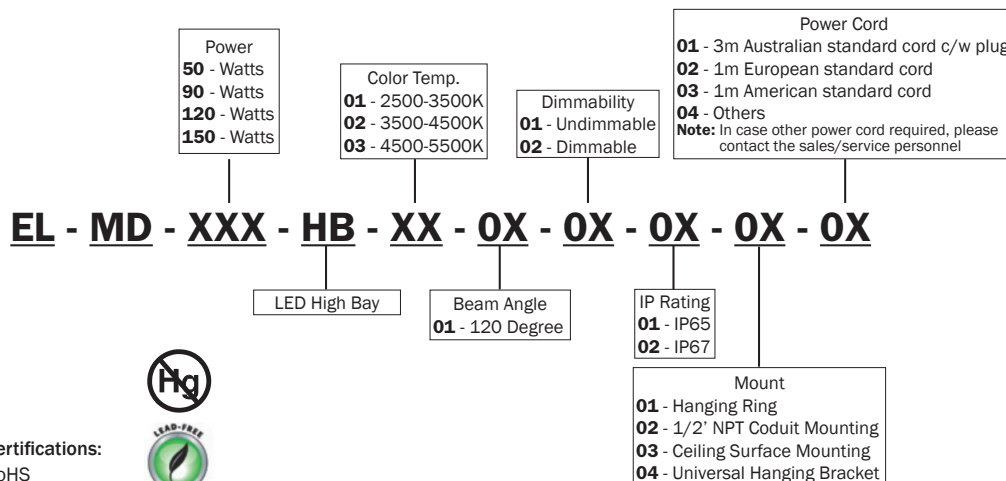 Power
50 - Watts
90 - Watts
120 - Watts
150 - Watts
Color Temp.
01 - 2500-3500K
02 - 3500-4500K
03 - 4500-5500K
Dimmability
01 - Undimmable
02 - Dimmable
Power Cord
01 - 3m Australian standard cord c/w plug
02 - 1m European standard cord
03 - 1m American standard cord
04 - Others
Note: In case other power cord required, please
contact the sales/service personnel
EL - MD - XXX - HB - XX - 0X - 0X - 0X - 0X - 0X
LED High Bay
Beam Angle
01 - 120 Degree
IP Rating
01 - IP65
02 - IP67
Mount
01 - Hanging Ring
02 - 1/2' NPT Coduit Mounting
03 - Ceiling Surface Mounting
04 - Universal Hanging Bracket
Hg
LEAD-FREE
ertifications:
oHS